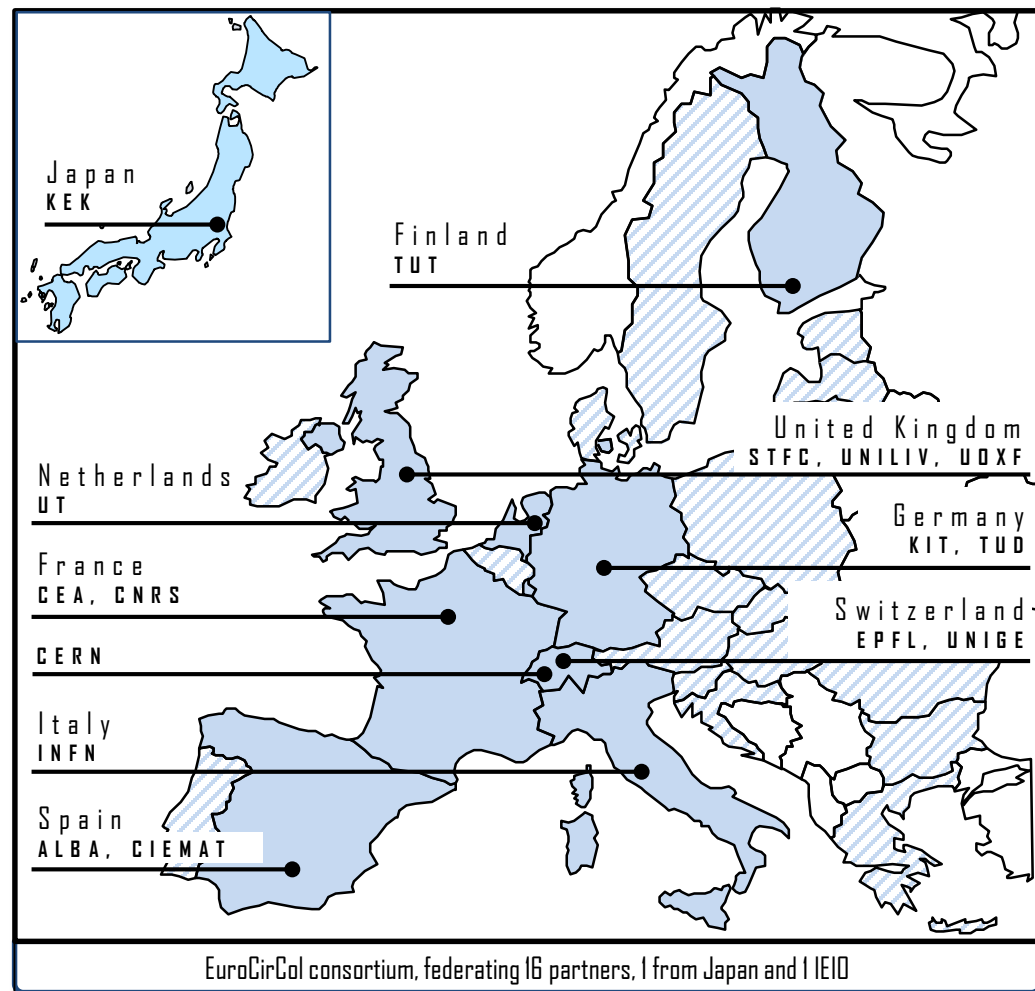 Japan
KEK
Finland
TUT
United Kingdom
STFC, UNILIV, UOXF
Netherlands
UT
Germany
KIT, TUD
France
CEA, CNRS
Switzerland
EPFL, UNIGE
CERN
Italy
INFN
Spain
ALBA, CIEMAT
EuroCirCol consortium, federating 16 partners, 1 from Japan and 1 IEIO